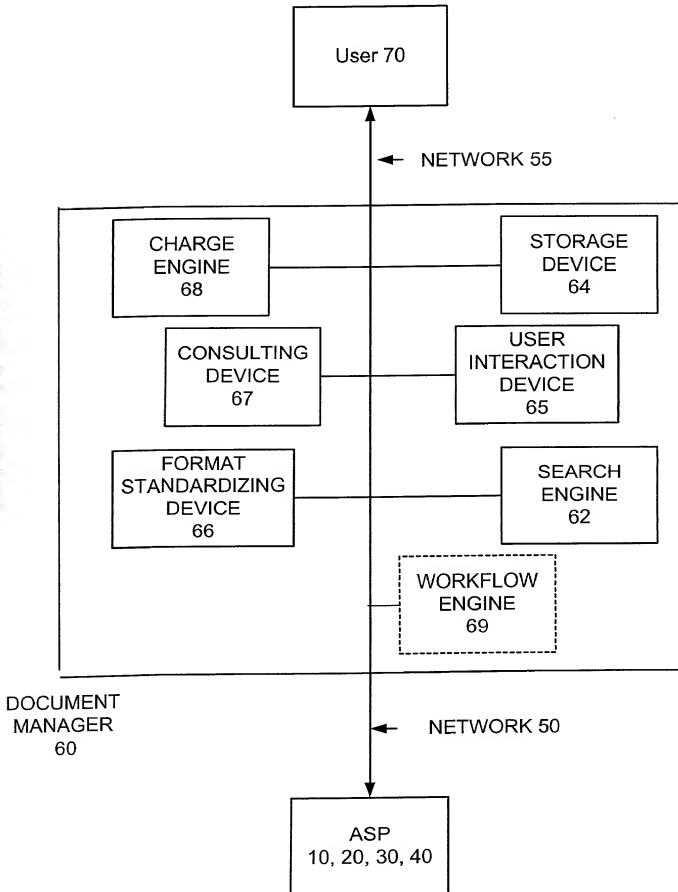 User 70
NETWORK 55
CHARGE
ENGINE
68
STORAGE
DEVICE
64
CONSULTING
DEVICE
67
USER
INTERACTION
DEVICE
65
FORMAT
STANDARDIZING
DEVICE
66
SEARCH
ENGINE
62
WORKFLOW
ENGINE
69
DOCUMENT
MANAGER
60
NETWORK 50
ASP
10, 20, 30, 40